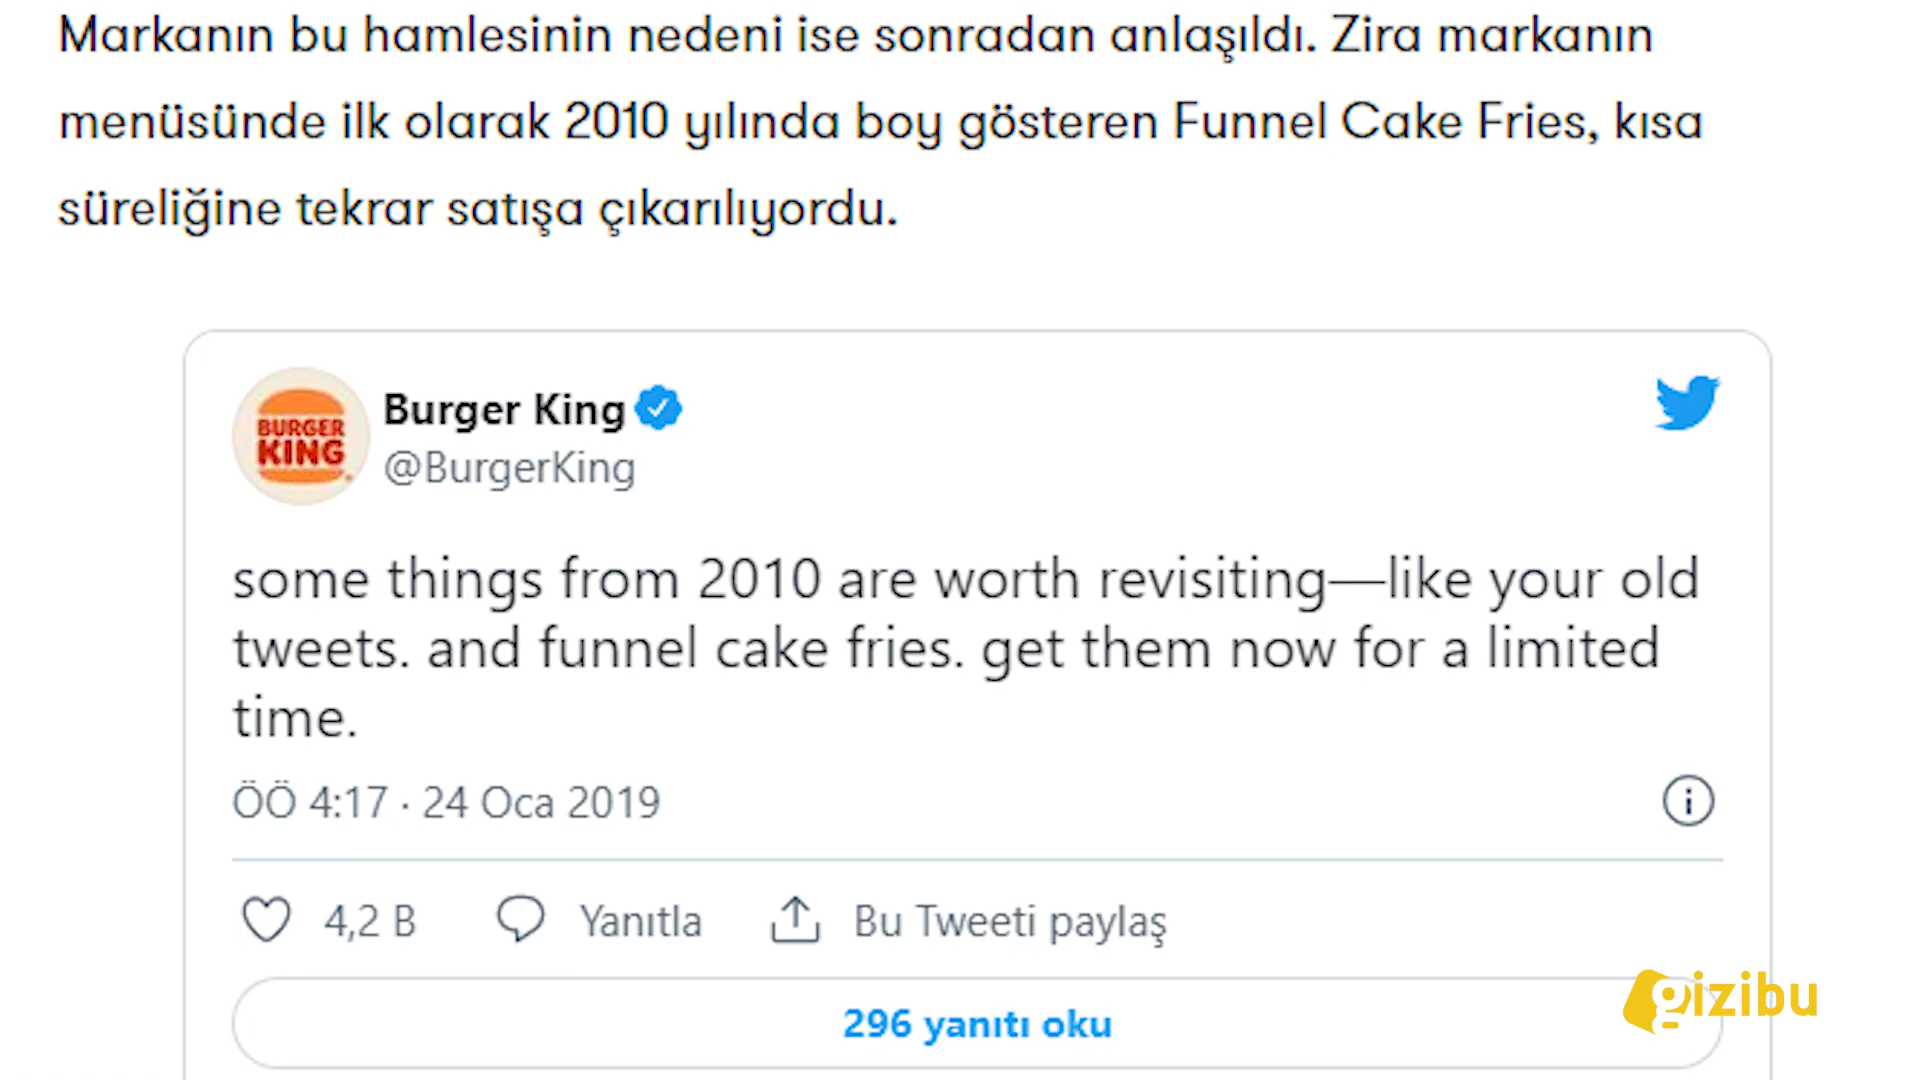 Markanın bu hamlesinin nedeni ise sonradan anlaşıldı. Zira markanın
menüsünde ilk olarak 2010 yılında boy gösteren Funnel Cake Fries, kısa
süreliğine tekrar satışa çıkarılıyordu.
BURGER
KING
Burger King
@BurgerKing
some things from 2010 are worth revisiting—like your old
tweets. and funnel cake fries. get them now for a limited
time.
ÖÖ 4:17 · 24 Oca 2019
4,2 B Yanıtla Bu Tweeti paylaş
296 yanıtı oku
gizibu